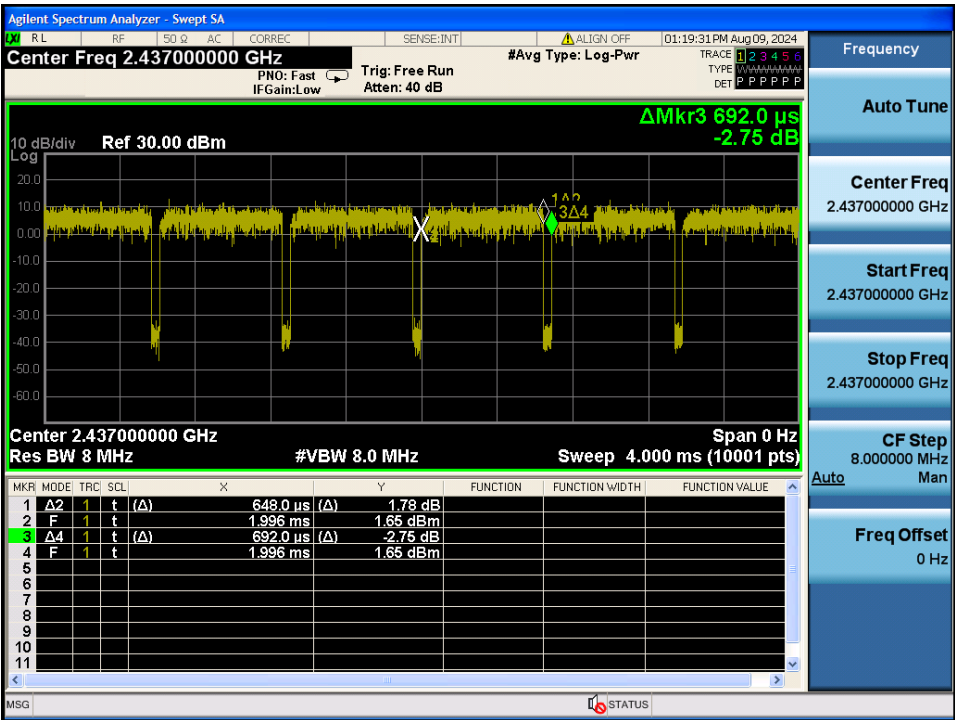 Agilent Spectrum Analyzer - Swept SA
LXI RL RF 50 Ω AC CORREC SENSE:INT ALIGN OFF 01:19:31 PM Aug 09, 2024
Center Freq 2.437000000 GHz
PNO: Fast
IFGain:Low
Trig: Free Run
Atten: 40 dB
#Avg Type: Log-Pwr
TRACE 1 2 3 4 5 6
TYPE
DET P P P P P P
ΔMkr3 692.0 µs
-2.75 dB
10 dB/div Ref 30.00 dBm
Log
20.0
10.0
0.00
-10.0
-20.0
-30.0
-40.0
-50.0
-60.0
1Δ2
3Δ4
Center 2.437000000 GHz Span 0 Hz
Res BW 8 MHz #VBW 8.0 MHz Sweep 4.000 ms (10001 pts)
MKR MODE TRC SCL X Y FUNCTION FUNCTION WIDTH FUNCTION VALUE
1 Δ2 1 t (Δ) 648.0 µs (Δ) 1.78 dB
2 F 1 t 1.996 ms 1.65 dBm
3 Δ4 1 t (Δ) 692.0 µs (Δ) -2.75 dB
4 F 1 t 1.996 ms 1.65 dBm
5
6
7
8
9
10
11
MSG STATUS
Frequency
Auto Tune
Center Freq
2.437000000 GHz
Start Freq
2.437000000 GHz
Stop Freq
2.437000000 GHz
CF Step
8.000000 MHz
Auto Man
Freq Offset
0 Hz